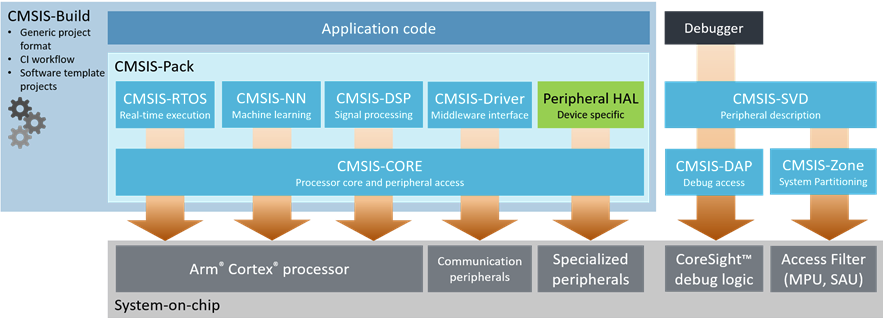 CMSIS-Build
• Generic project
format
• CI workflow
• Software template
projects
Application code
Debugger
CMSIS-Pack
CMSIS-RTOS
Real-time execution
CMSIS-NN
Machine learning
CMSIS-DSP
Signal processing
CMSIS-Driver
Middleware interface
Peripheral HAL
Device specific
CMSIS-SVD
Peripheral description
CMSIS-CORE
Processor core and peripheral access
CMSIS-DAP
Debug access
CMSIS-Zone
System Partitioning
Arm® Cortex® processor
Communication
peripherals
Specialized
peripherals
CoreSight™
debug logic
Access Filter
(MPU, SAU)
System-on-chip